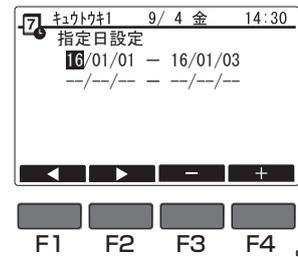 7 ｷｭｳﾄｳｷ1 9/ 4 金 14:30
指定日設定
16/01/01 － 16/01/03
--/--/-- － --/--/--
◀ ▶ － ＋
F1 F2 F3 F4